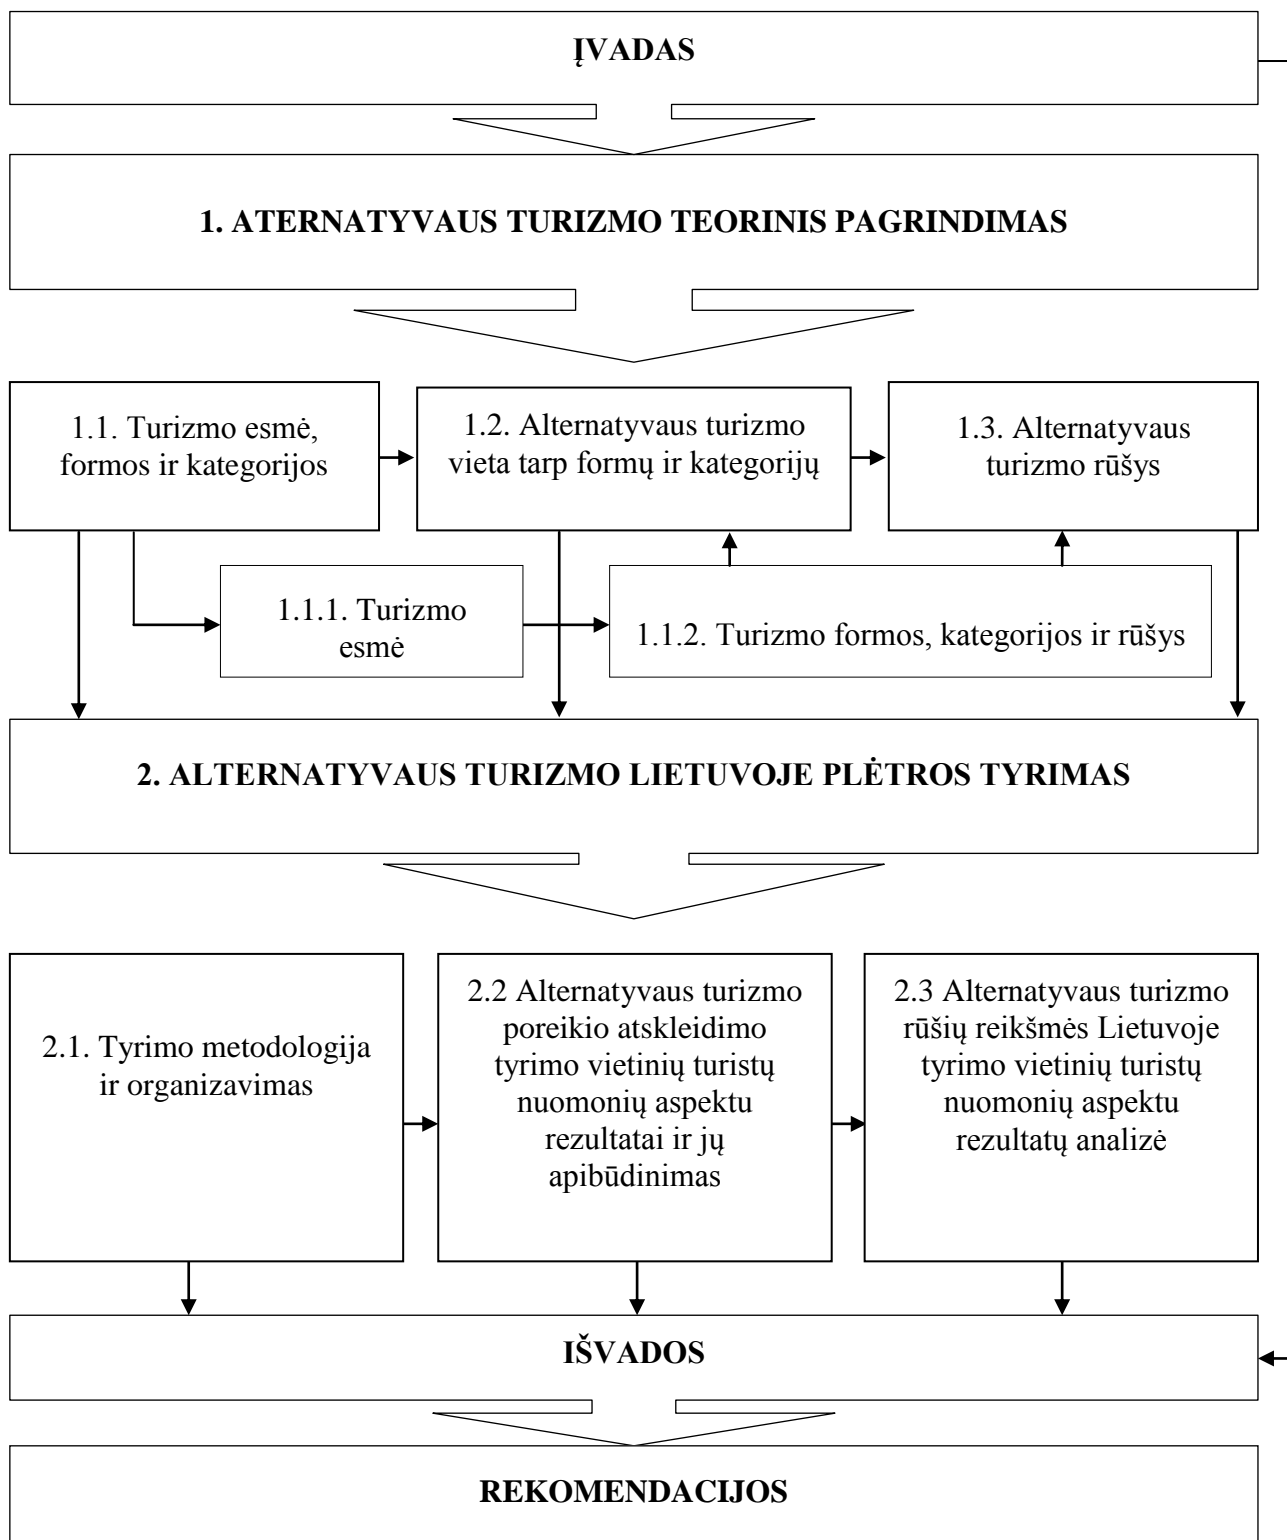 ĮVADAS
1. ATERNATYVAUS TURIZMO TEORINIS PAGRINDIMAS
1.1. Turizmo esmė,
formos ir kategorijos
1.2. Alternatyvaus turizmo
vieta tarp formų ir kategorijų
1.3. Alternatyvaus
turizmo rūšys
1.1.1. Turizmo
esmė
1.1.2. Turizmo formos, kategorijos ir rūšys
2. ALTERNATYVAUS TURIZMO LIETUVOJE PLĖTROS TYRIMAS
2.1. Tyrimo metodologija
ir organizavimas
2.2 Alternatyvaus turizmo
poreikio atskleidimo
tyrimo vietinių turistų
nuomonių aspektu
rezultatai ir jų
apibūdinimas
2.3 Alternatyvaus turizmo
rūšių reikšmės Lietuvoje
tyrimo vietinių turistų
nuomonių aspektu
rezultatų analizė
IŠVADOS
REKOMENDACIJOS